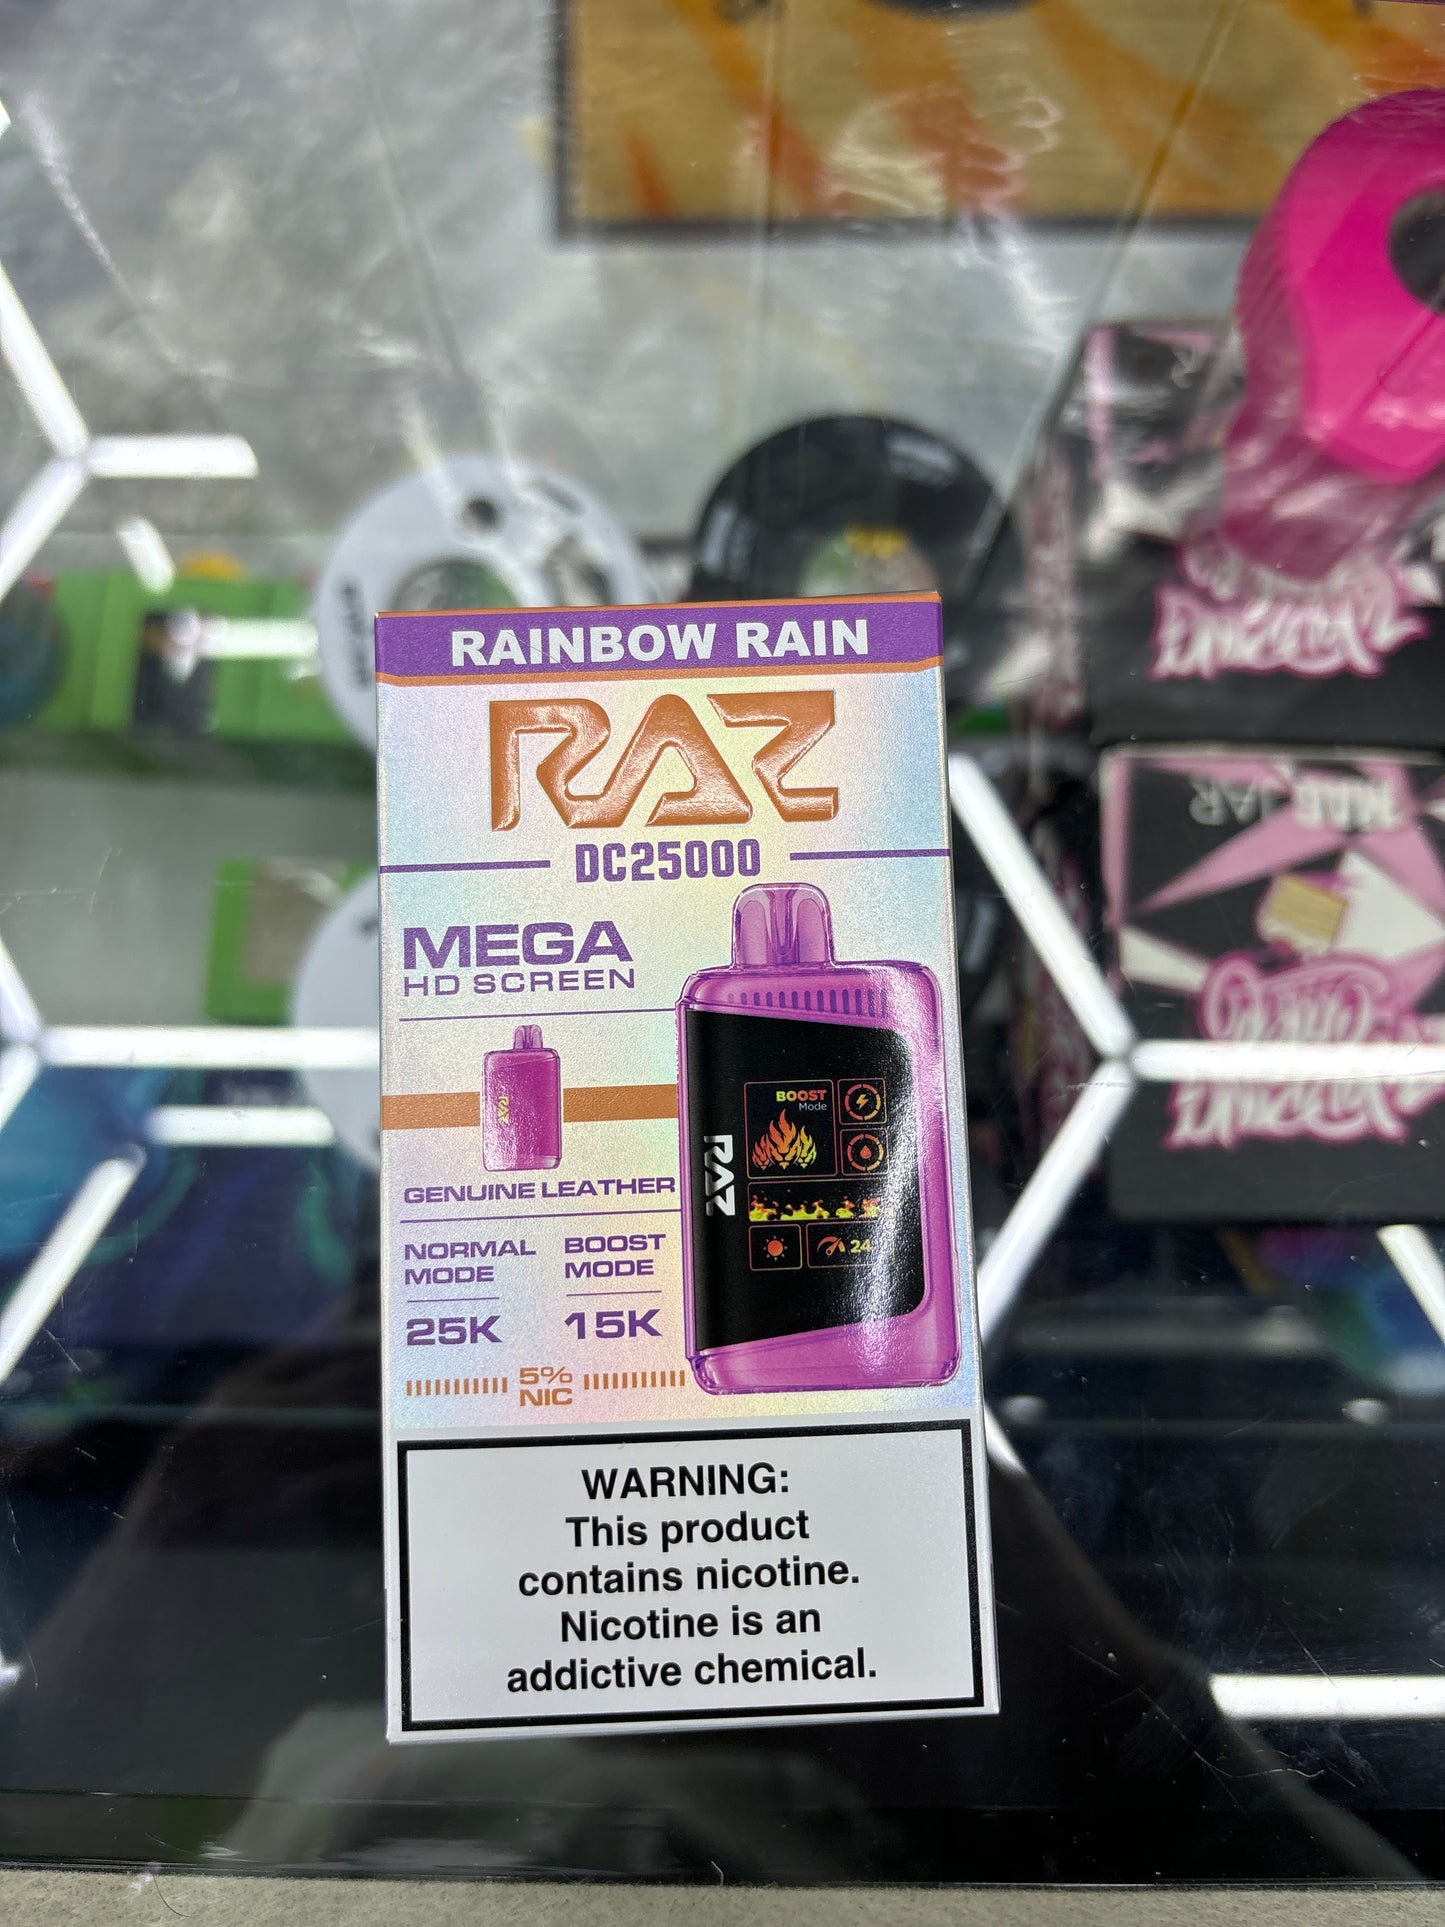 RAINBOW RAIN
RAZ
DC25000
MEGA
HD SCREEN
RAZ
GENUINE LEATHER
NORMAL
MODE
25K
BOOST
MODE
15K
5%
NIC
BOOST
Mode
RAZ
24
WARNING:
This product
contains nicotine.
Nicotine is an
addictive chemical.
JAR